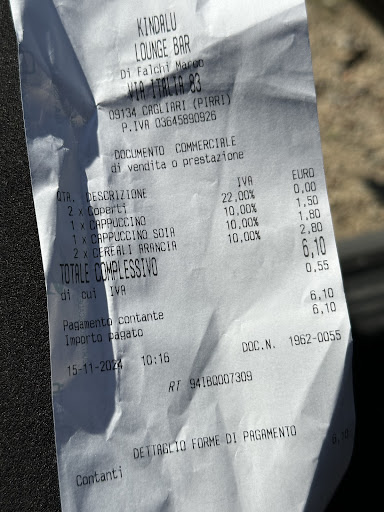 KINDALU
LOUNGE BAR
Di Falchi Marco
VIA ITALIA 83
09134 CAGLIARI (PIRRI)
P.IVA 03645890926
DOCUMENTO COMMERCIALE
di vendita o prestazione
QTA. DESCRIZIONE IVA EURO
2 x Coperti 22,00% 0,00
1 x CAPPUCCINO 10,00% 1,50
1 x CAPPUCCINO SOIA 10,00% 1,80
2 x CEREALI ARANCIA 10,00% 2,80
TOTALE COMPLESSIVO 6,10
di cui IVA 0,55
Pagamento contante 6,10
Importo pagato 6,10
15-11-2024 10:16 DOC.N. 1962-0055
RT 94180007309
DETTAGLIO FORME DI PAGAMENTO
Contanti 6,10